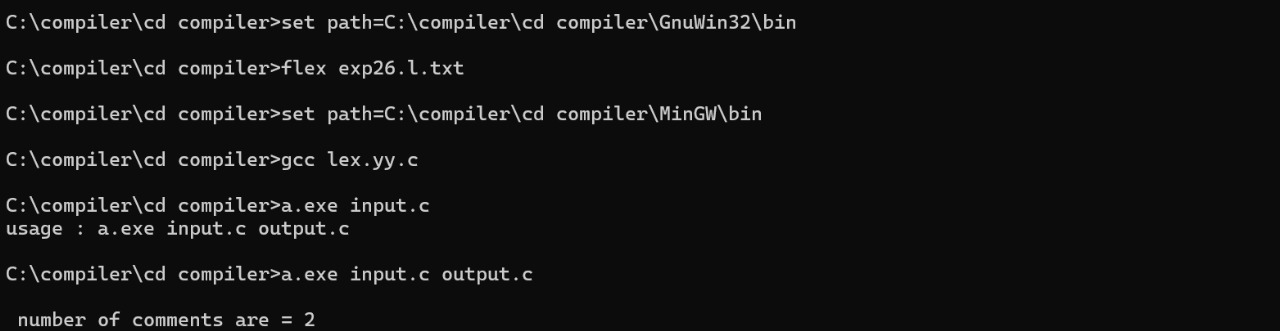 C:\compiler\cd compiler>set path=C:\compiler\cd compiler\GnuWin32\bin
C:\compiler\cd compiler>flex exp26.l.txt
C:\compiler\cd compiler>set path=C:\compiler\cd compiler\MinGW\bin
C:\compiler\cd compiler>gcc lex.yy.c
C:\compiler\cd compiler>a.exe input.c
usage : a.exe input.c output.c
C:\compiler\cd compiler>a.exe input.c output.c
number of comments are = 2